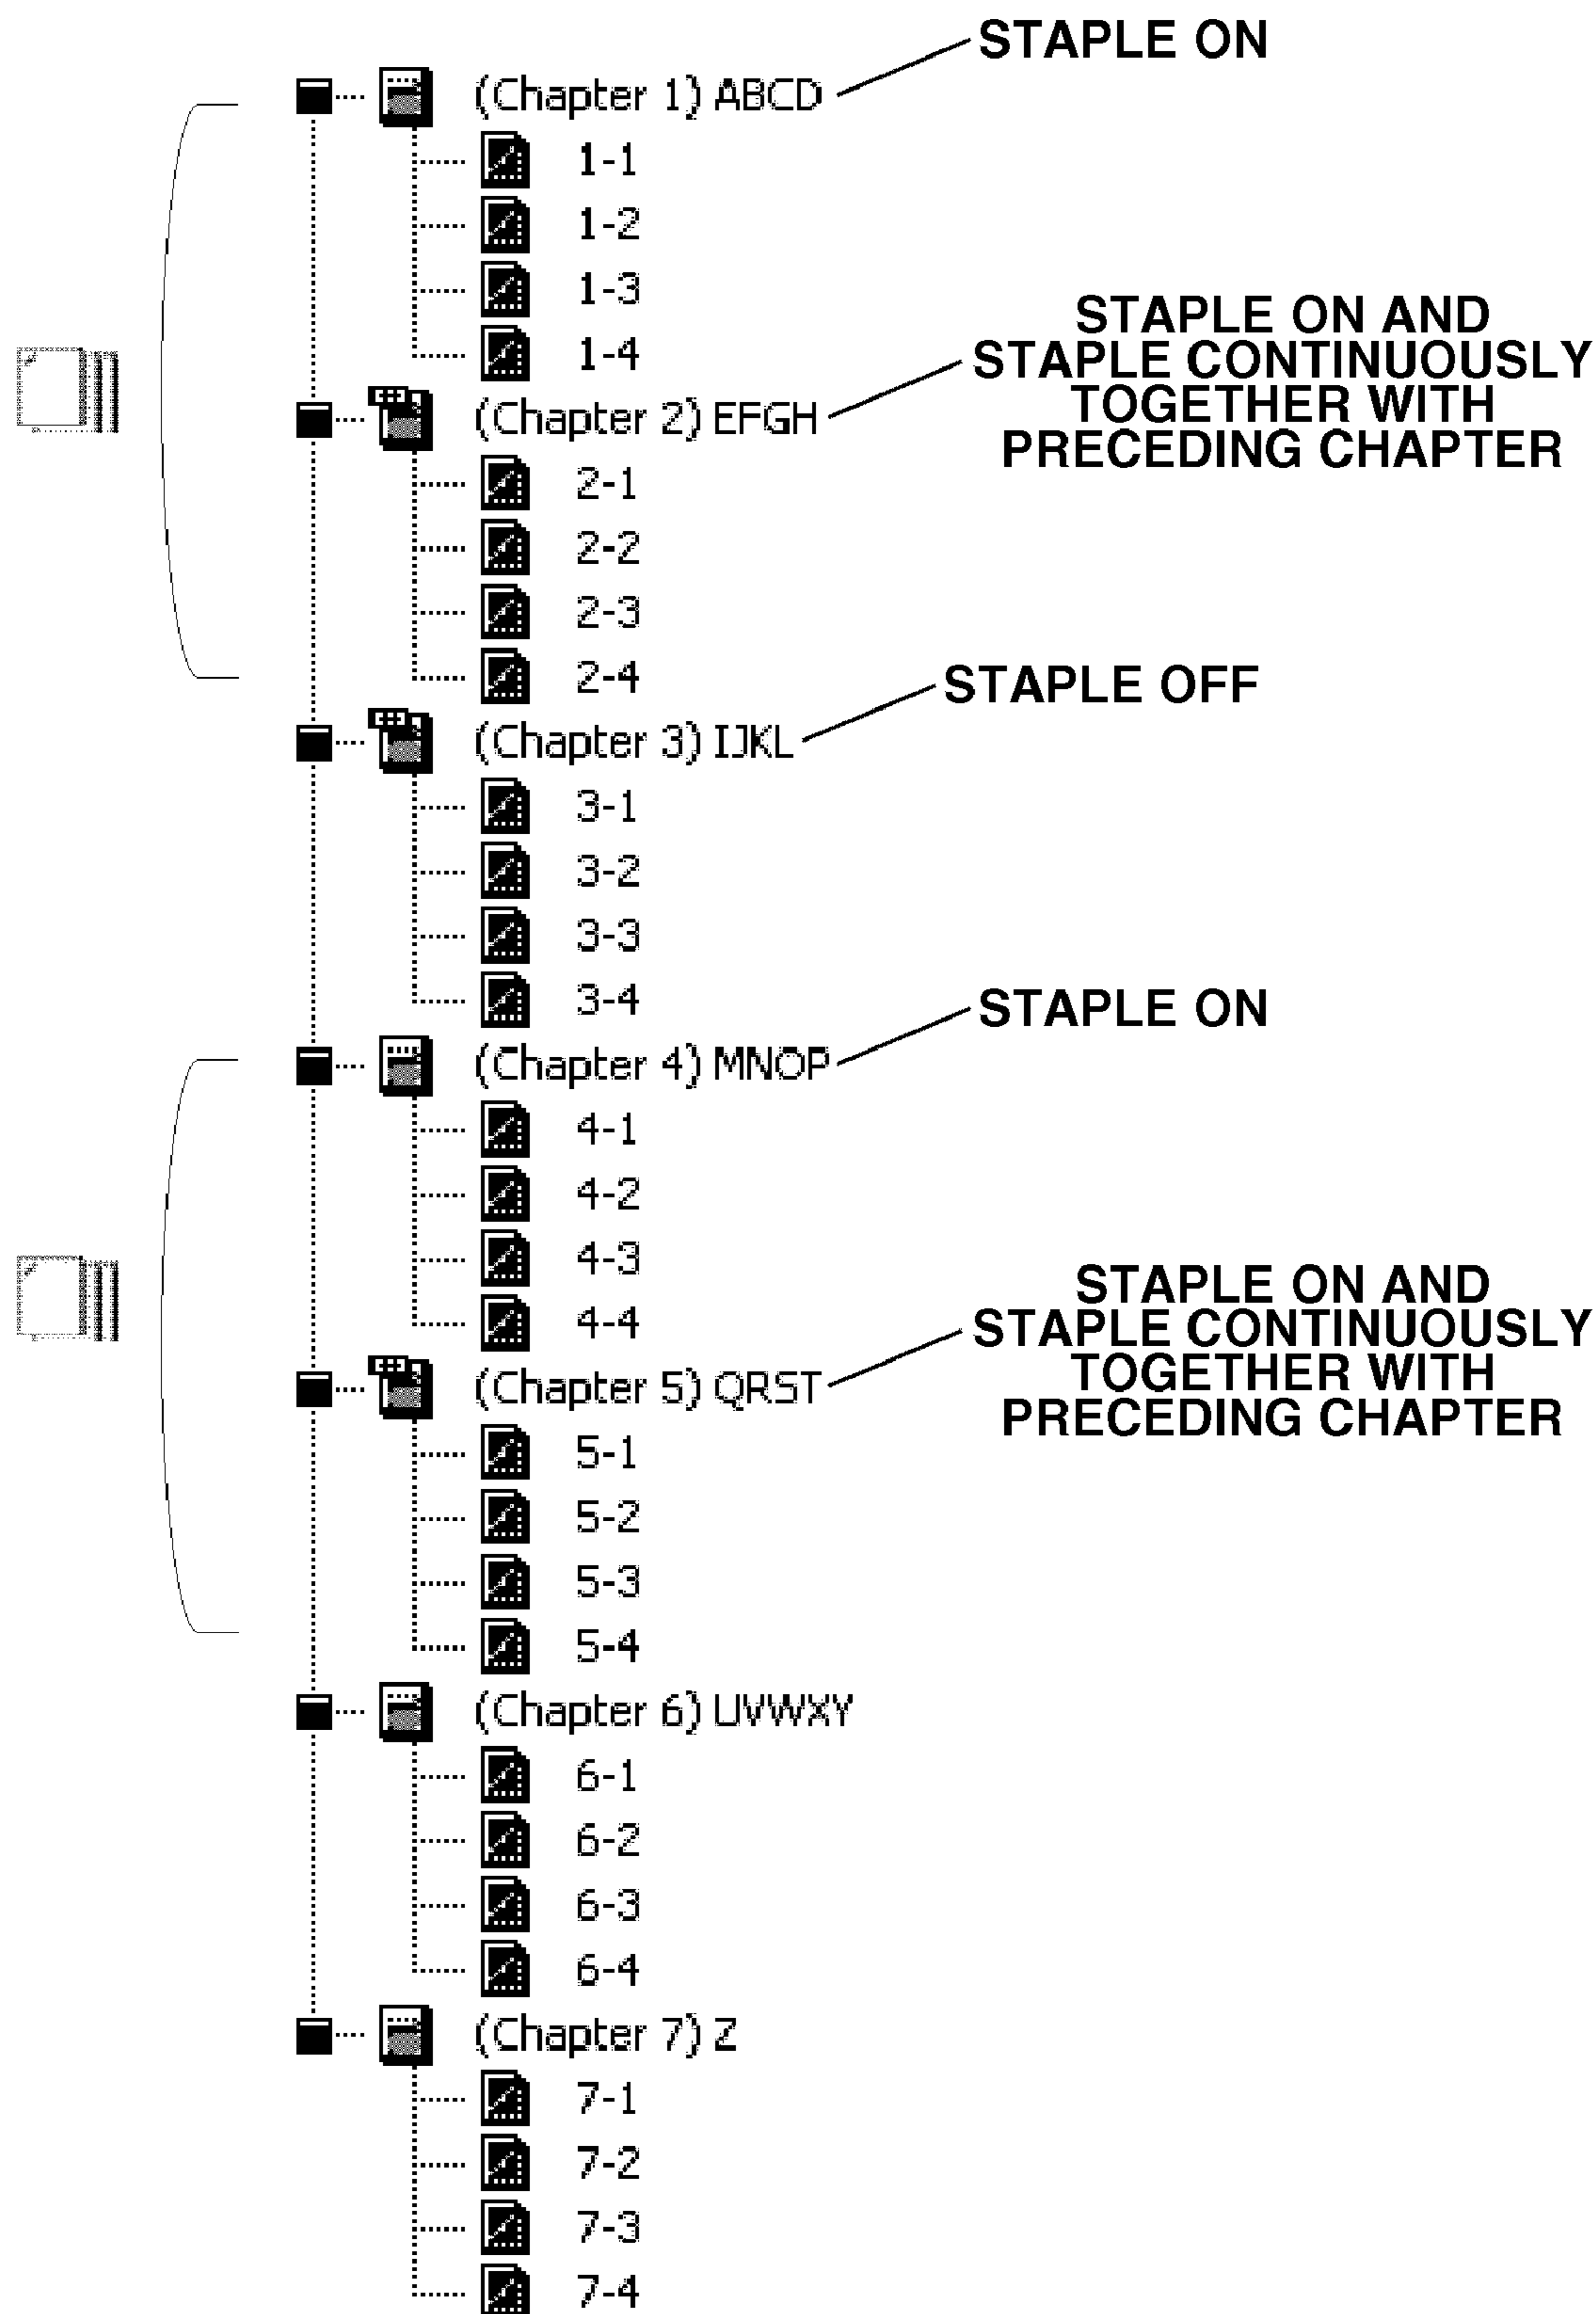 STAPLE ON
(Chapter 1) ABCD
1-1
1-2
1-3
1-4
STAPLE ON AND
STAPLE CONTINUOUSLY
TOGETHER WITH
PRECEDING CHAPTER
(Chapter 2) EFGH
2-1
2-2
2-3
2-4
STAPLE OFF
(Chapter 3) IJKL
3-1
3-2
3-3
3-4
STAPLE ON
(Chapter 4) MNOP
4-1
4-2
4-3
4-4
STAPLE ON AND
STAPLE CONTINUOUSLY
TOGETHER WITH
PRECEDING CHAPTER
(Chapter 5) QRST
5-1
5-2
5-3
5-4
(Chapter 6) UVWXY
6-1
6-2
6-3
6-4
(Chapter 7) Z
7-1
7-2
7-3
7-4